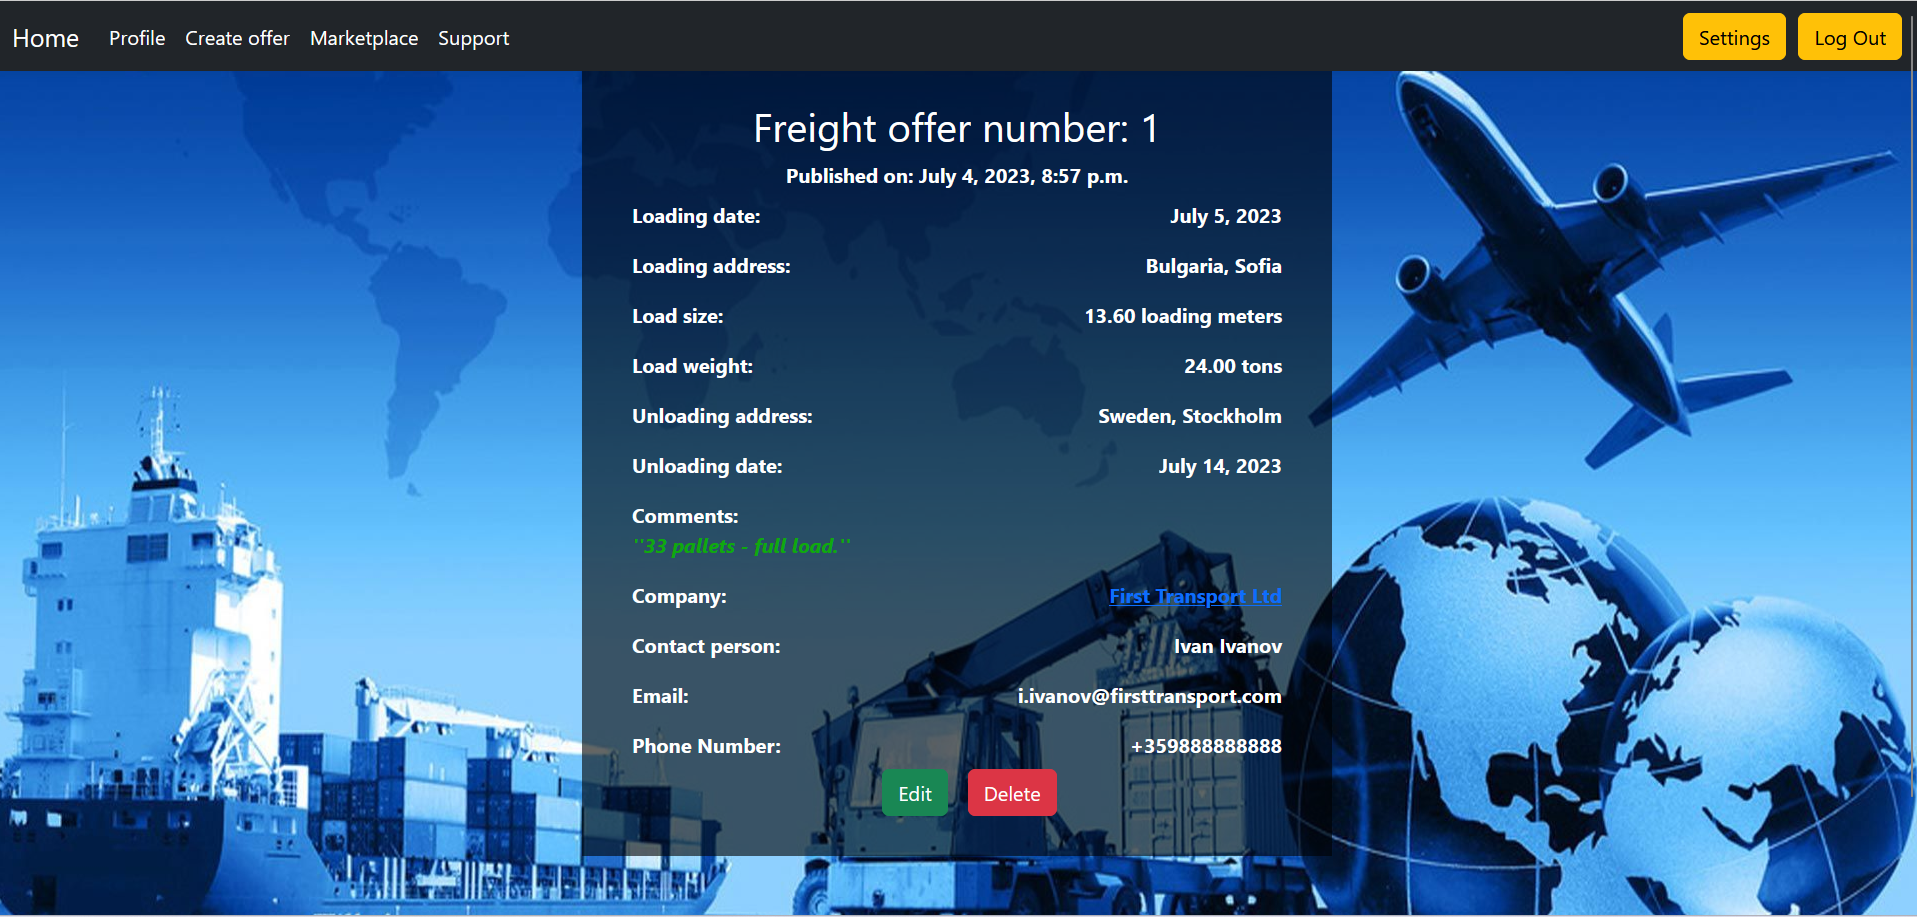 Home Profile Create offer Marketplace Support Settings Log Out
Freight offer number: 1
Published on: July 4, 2023, 8:57 p.m.
Loading date: July 5, 2023
Loading address: Bulgaria, Sofia
Load size: 13.60 loading meters
Load weight: 24.00 tons
Unloading address: Sweden, Stockholm
Unloading date: July 14, 2023
Comments:
"33 pallets - full load."
Company: First Transport Ltd
Contact person: Ivan Ivanov
Email: i.ivanov@firsttransport.com
Phone Number: +359888888888
Edit Delete